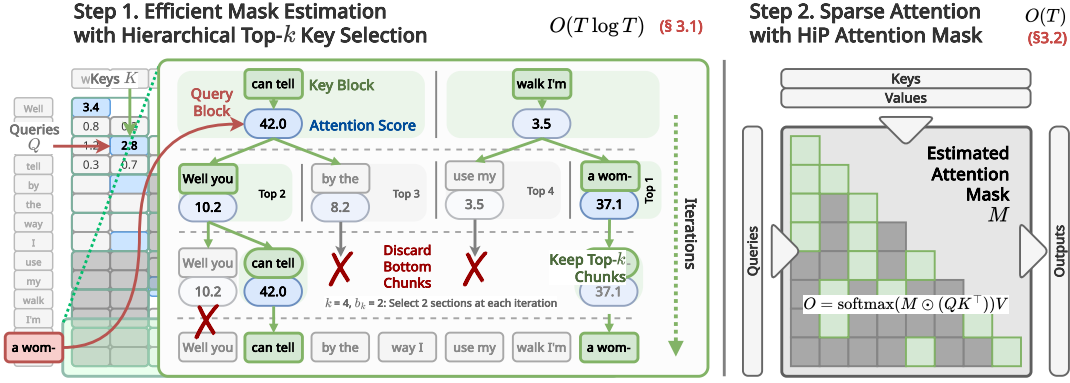 Step 1. Efficient Mask Estimation
with Hierarchical Top-k Key Selection
O(T log T)
(§ 3.1)
Keys K
Queries
Q
Well
tell
by
the
way
I
use
my
walk
I'm
a wom-
3.4
0.8
2.8
0.3
0.7
Query
Block
can tell
Key Block
42.0
Attention Score
walk I'm
3.5
Well you
10.2
Top 2
by the
8.2
Top 3
use my
3.5
Top 4
a wom-
37.1
Top 1
Iterations
Well you
10.2
can tell
42.0
Discard
Bottom
Chunks
Keep Top-k
Chunks
37.1
k = 4, bₖ = 2: Select 2 sections at each iteration
Well you
can tell
by the
way I
use my
walk I'm
a wom-
Step 2. Sparse Attention
with HiP Attention Mask
O(T)
(§3.2)
Keys
Values
Queries
Estimated
Attention
Mask
M
O = softmax(M ⊙ (QK⊤))V
Outputs